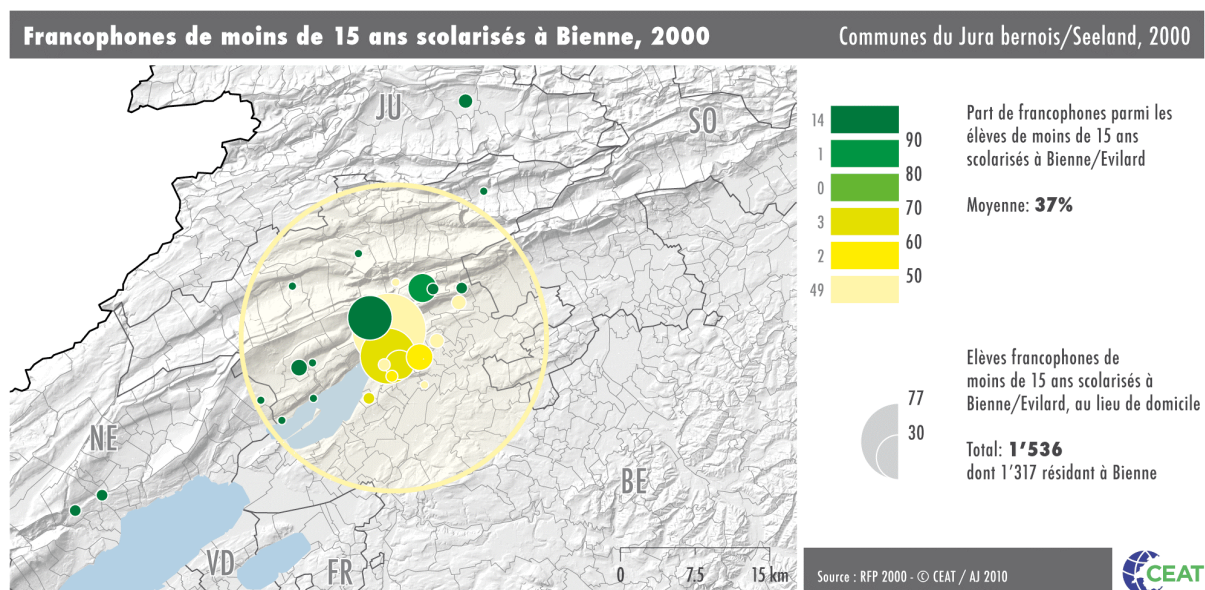 Francophones de moins de 15 ans scolarisés à Bienne, 2000
Communes du Jura bernois/Seeland, 2000
JU
SO
NE
BE
VD
FR
0 7.5 15 km
14
90
1
80
0
70
3
60
2
50
49
Part de francophones parmi les
élèves de moins de 15 ans
scolarisés à Bienne/Evilard
Moyenne: 37%
77
30
Elèves francophones de
moins de 15 ans scolarisés à
Bienne/Evilard, au lieu de domicile
Total: 1'536
dont 1'317 résidant à Bienne
Source : RFP 2000 - © CEAT / AJ 2010
CEAT